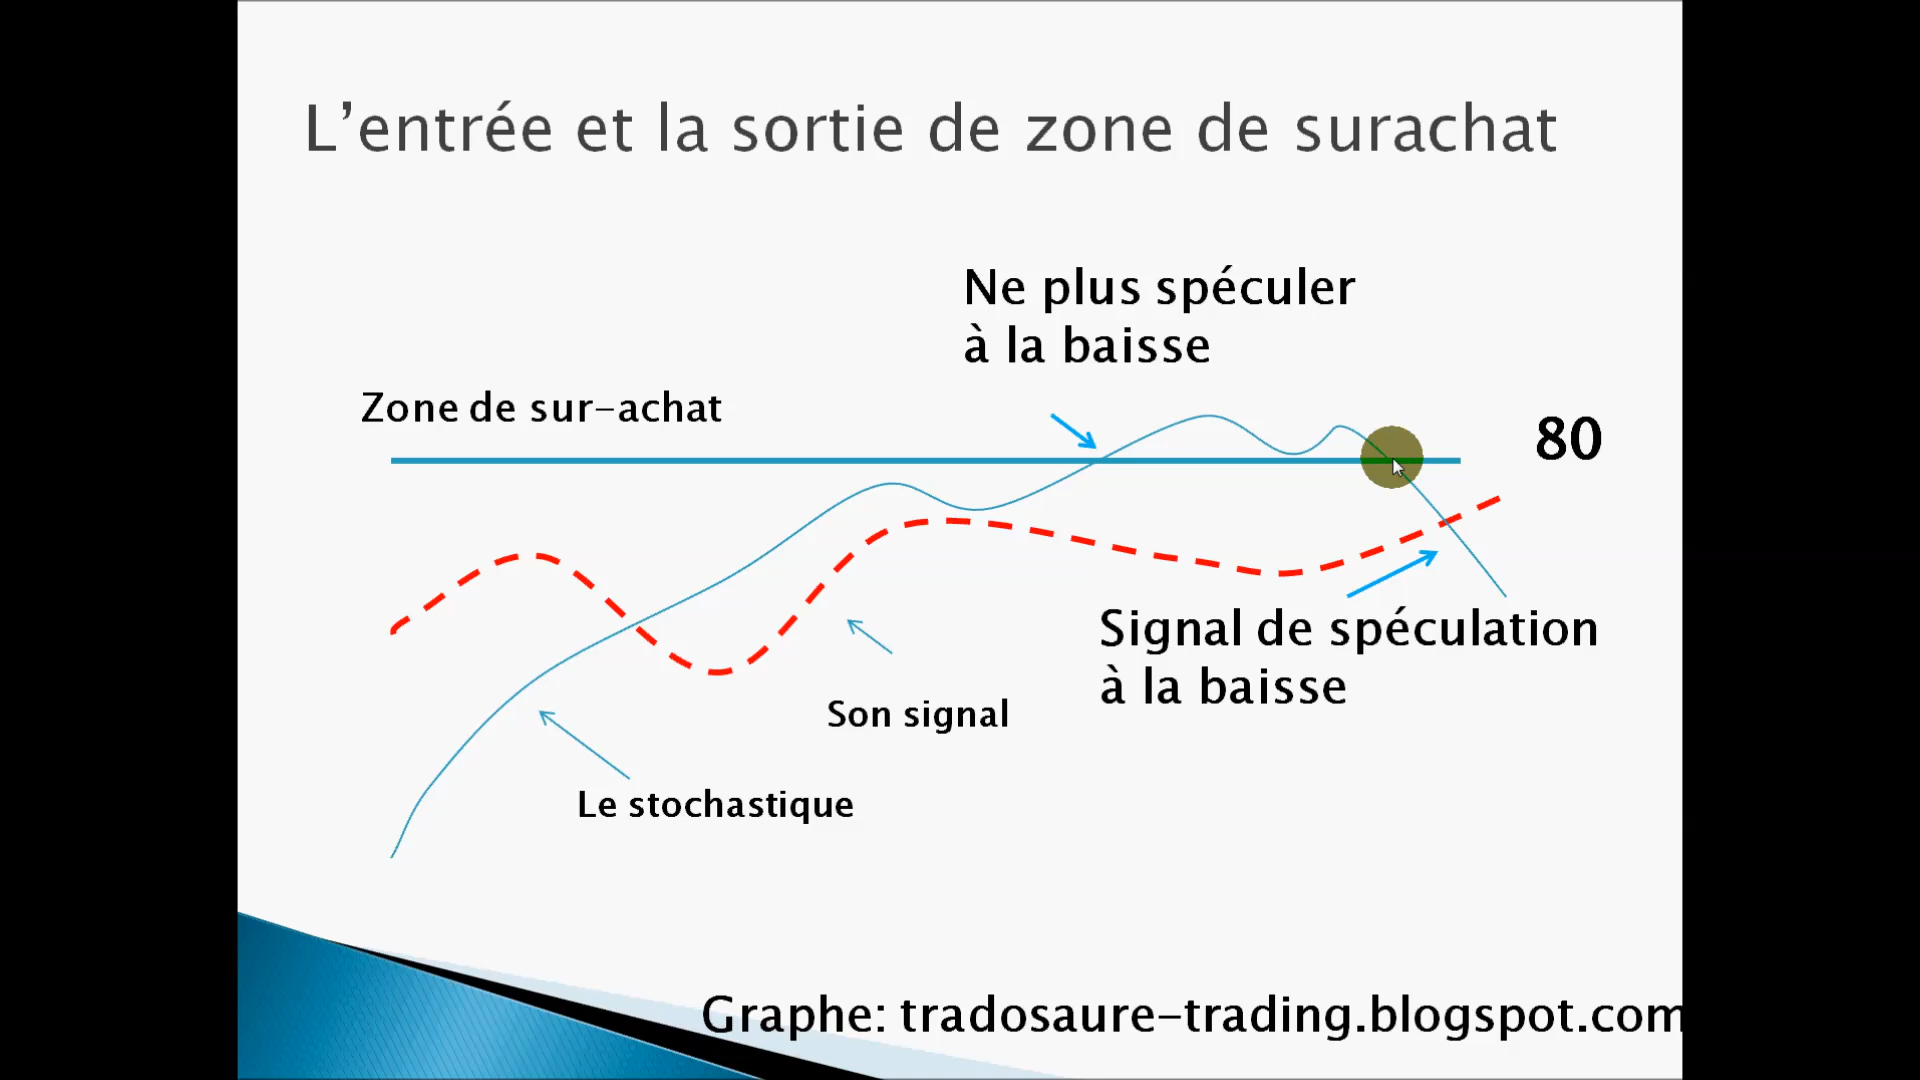 L’entrée et la sortie de zone de surachat
Ne plus spéculer
à la baisse
Zone de sur-achat
80
Signal de spéculation
à la baisse
Son signal
Le stochastique
Graphe: tradosaure-trading.blogspot.com